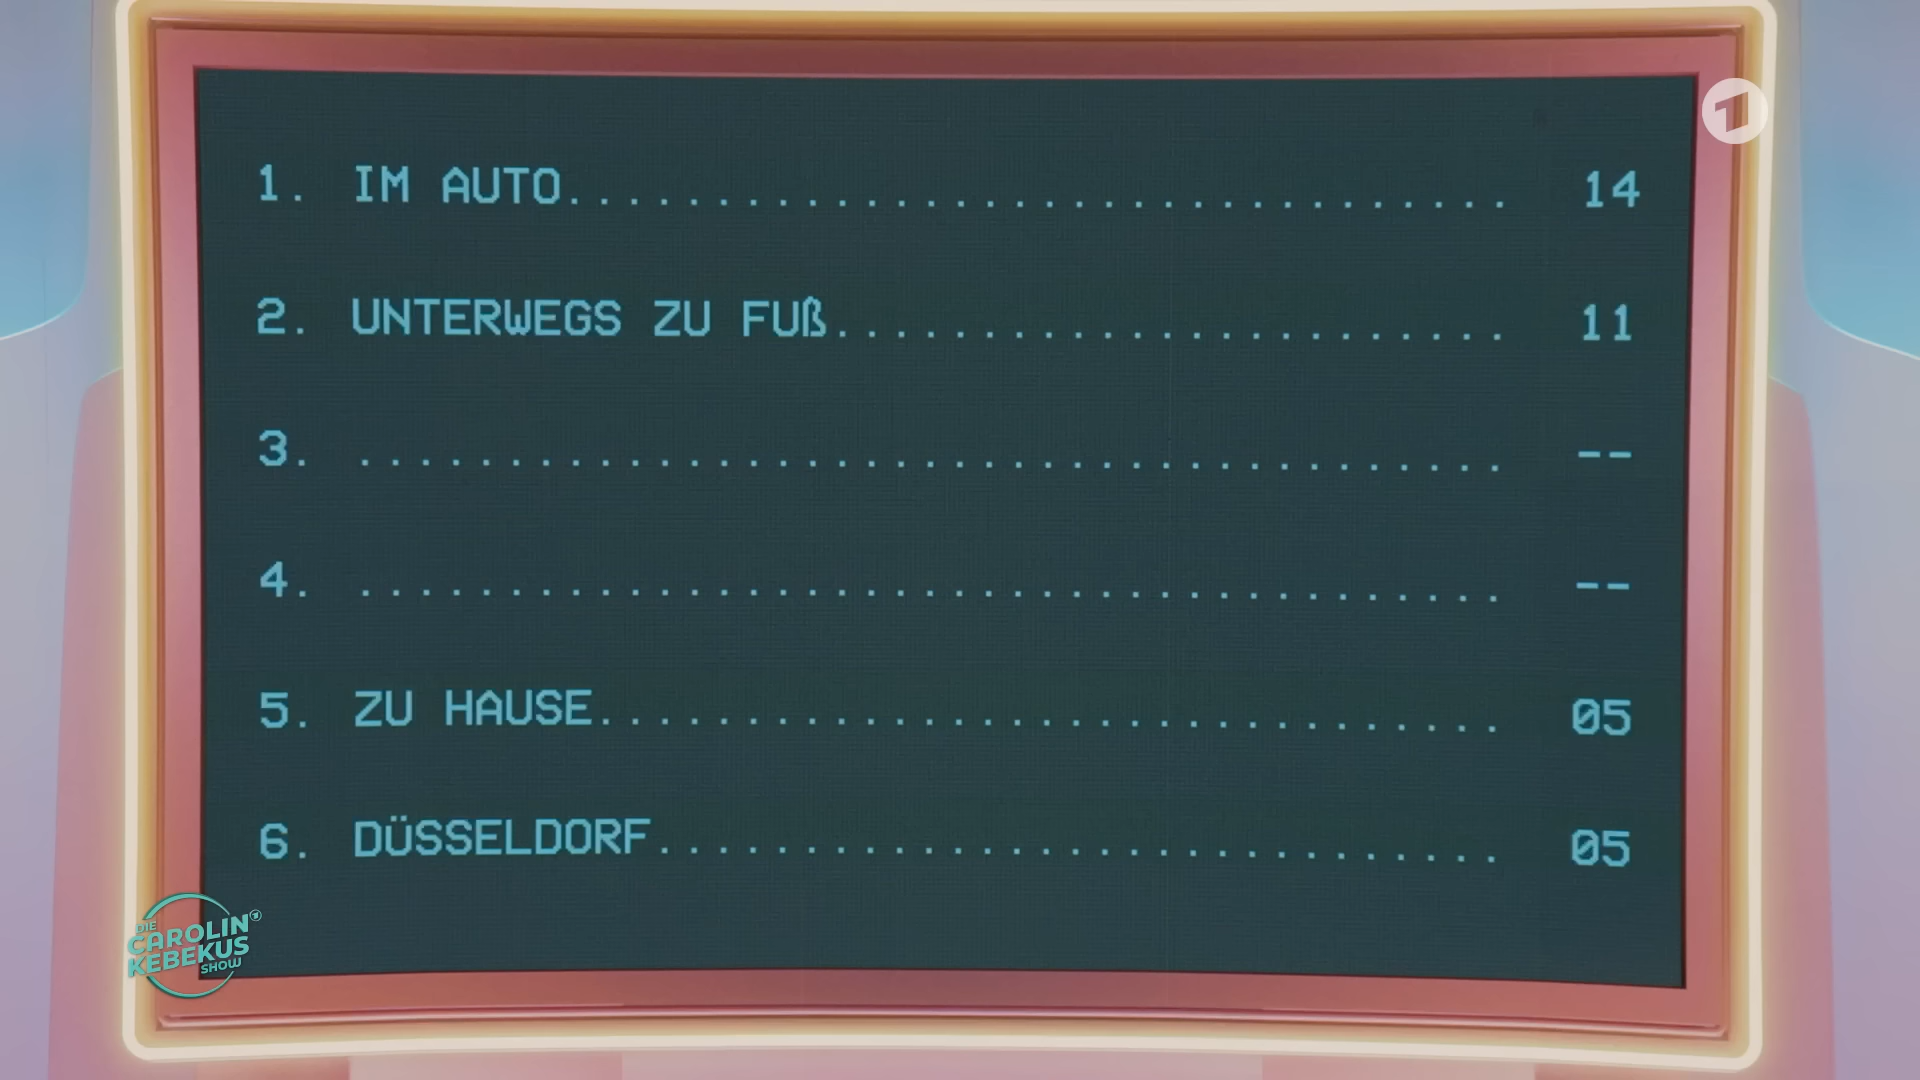 1. IM AUTO................................ 14
2. UNTERWEGS ZU FUß....................... 11
3. ....................................... --
4. ....................................... --
5. ZU HAUSE............................... 05
6. DÜSSELDORF............................. 05
DIE
CAROLIN
KEBEKUS
SHOW